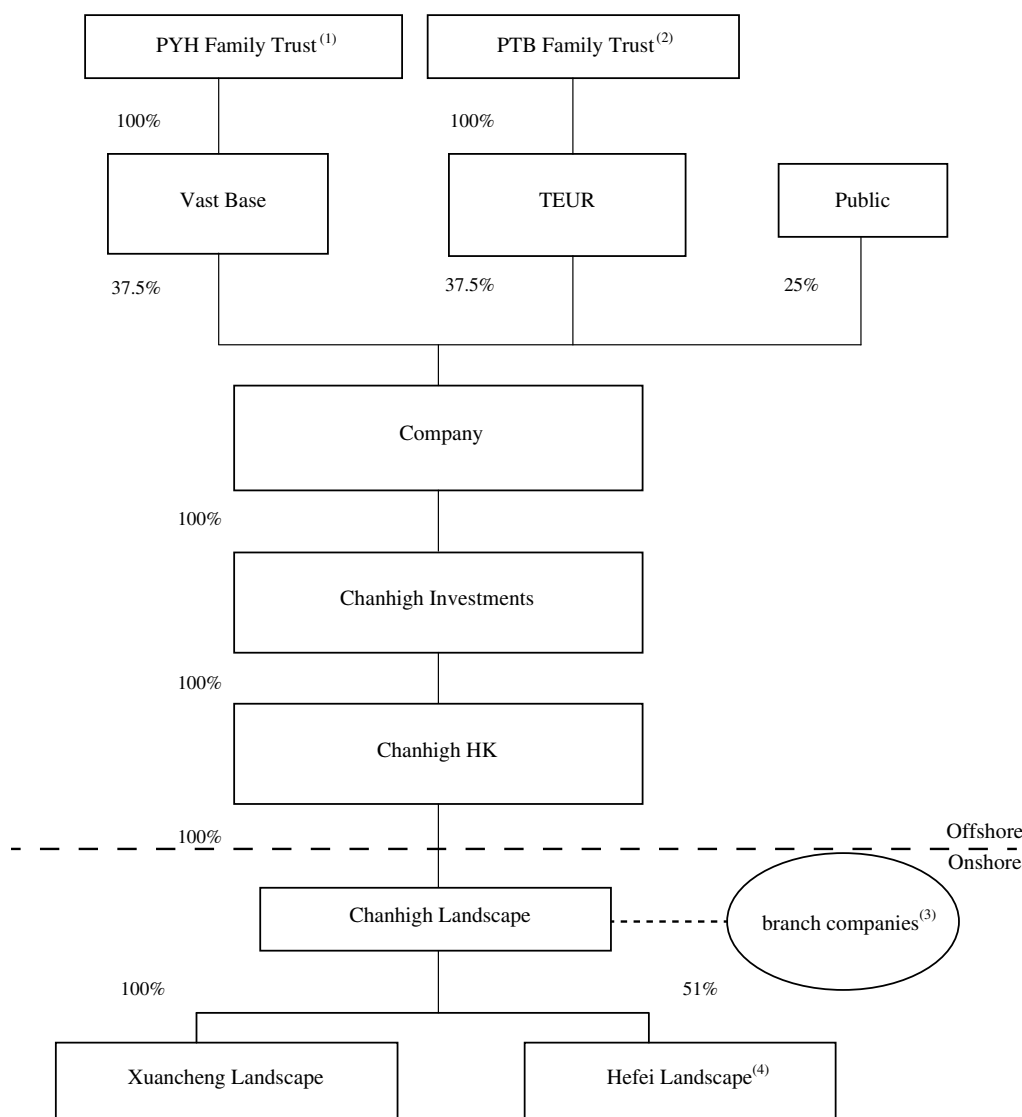 PYH Family Trust(1)
PTB Family Trust(2)
100%
100%
Vast Base
TEUR
Public
37.5%
37.5%
25%
Company
100%
Chanhigh Investments
100%
Chanhigh HK
100%
Offshore
Onshore
Chanhigh Landscape
branch companies(3)
100%
51%
Xuancheng Landscape
Hefei Landscape(4)